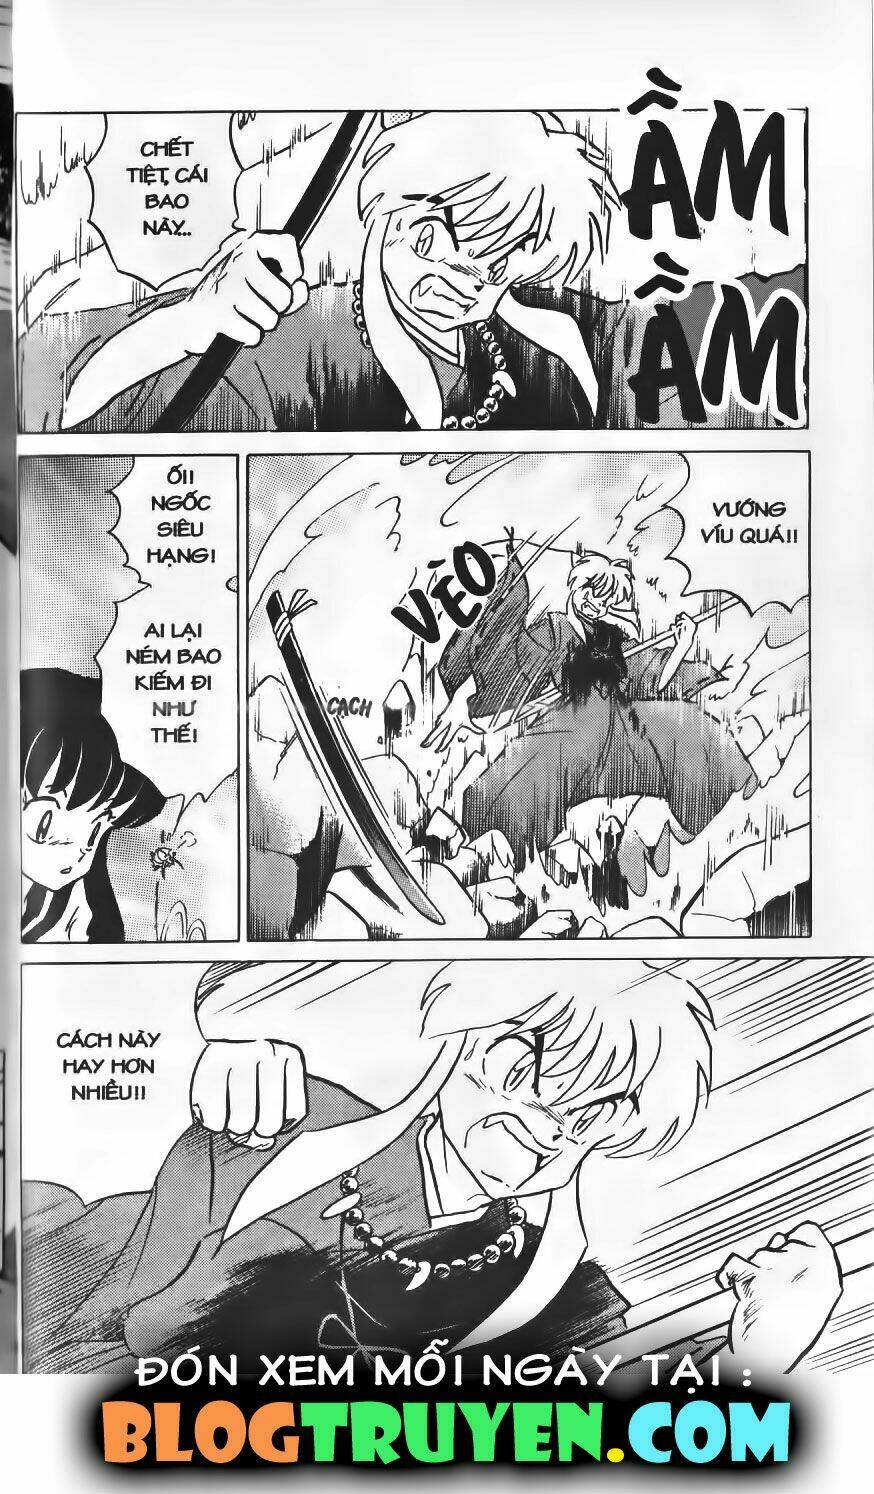 CHẾT
TIỆT, CÁI
BAO
NÀY...
ẦM
ẦM
ỐI!
NGỐC
SIÊU
HẠNG!
AI LẠI
NÉM BAO
KIẾM ĐI
NHƯ
THẾ!
VƯỚNG
VÍU QUÁ!!
VÈO
CẠCH
CÁCH NÀY
HAY HƠN
NHIỀU!!
ĐÓN XEM MỖI NGÀY TẠI :
BLOGTRUYEN.COM